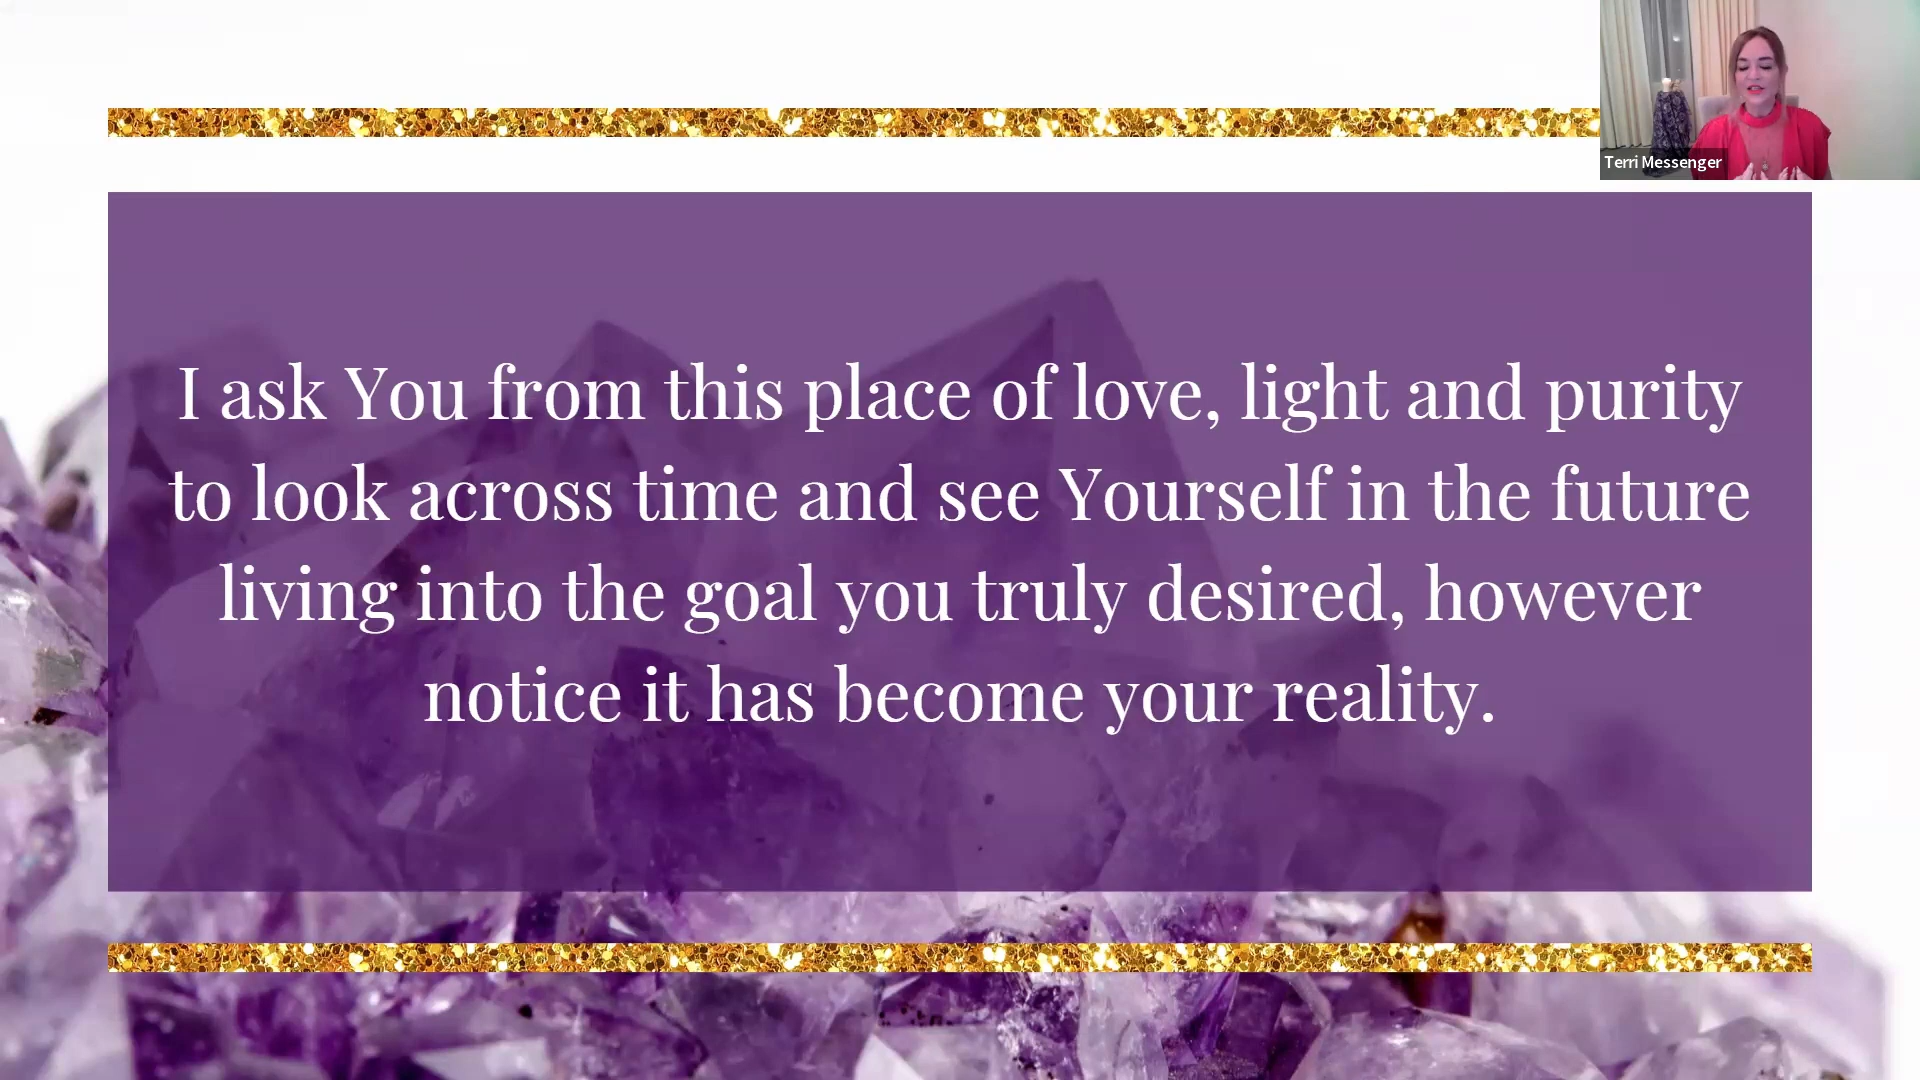 Terri Messenger
I ask You from this place of love, light and purity
to look across time and see Yourself in the future
living into the goal you truly desired, however
notice it has become your reality.